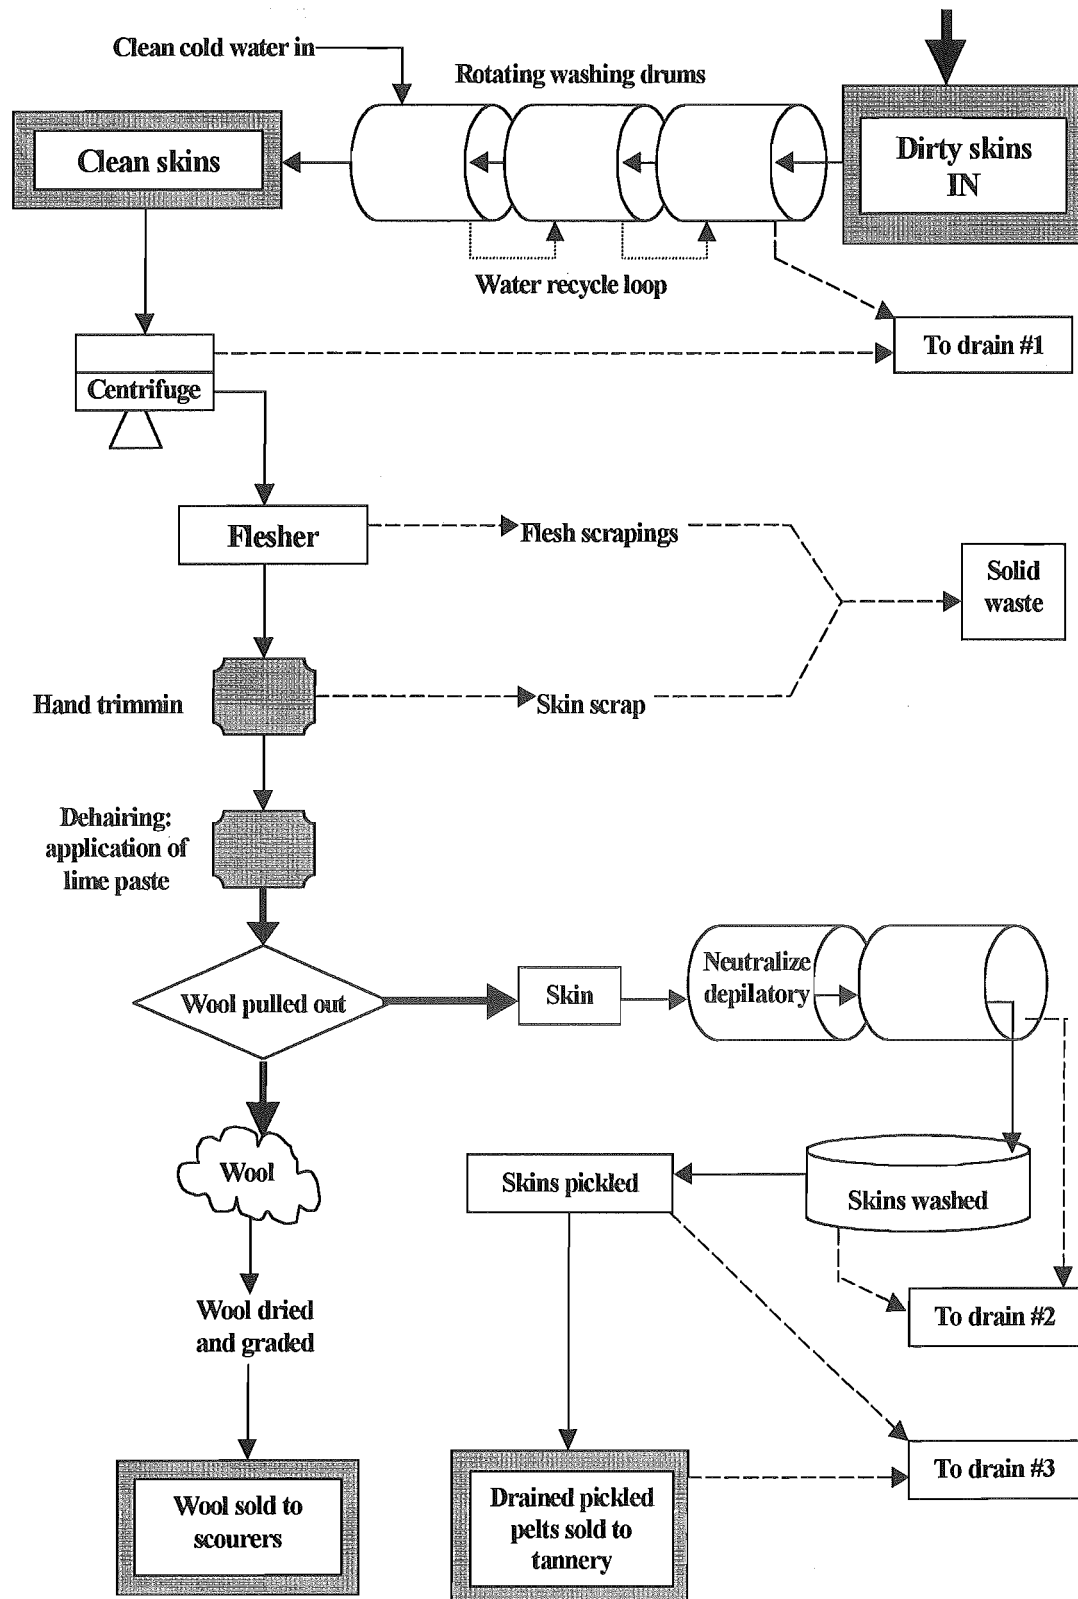 Clean cold water in
Rotating washing drums
Clean skins
Dirty skins
IN
Water recycle loop
To drain #1
Centrifuge
Flesher
Flesh scrapings
Solid
waste
Hand trimmin
Skin scrap
Dehairing:
application of
lime paste
Wool pulled out
Skin
Neutralize
depilatory
Wool
Skins pickled
Skins washed
Wool dried
and graded
To drain #2
To drain #3
Wool sold to
scourers
Drained pickled
pelts sold to
tannery